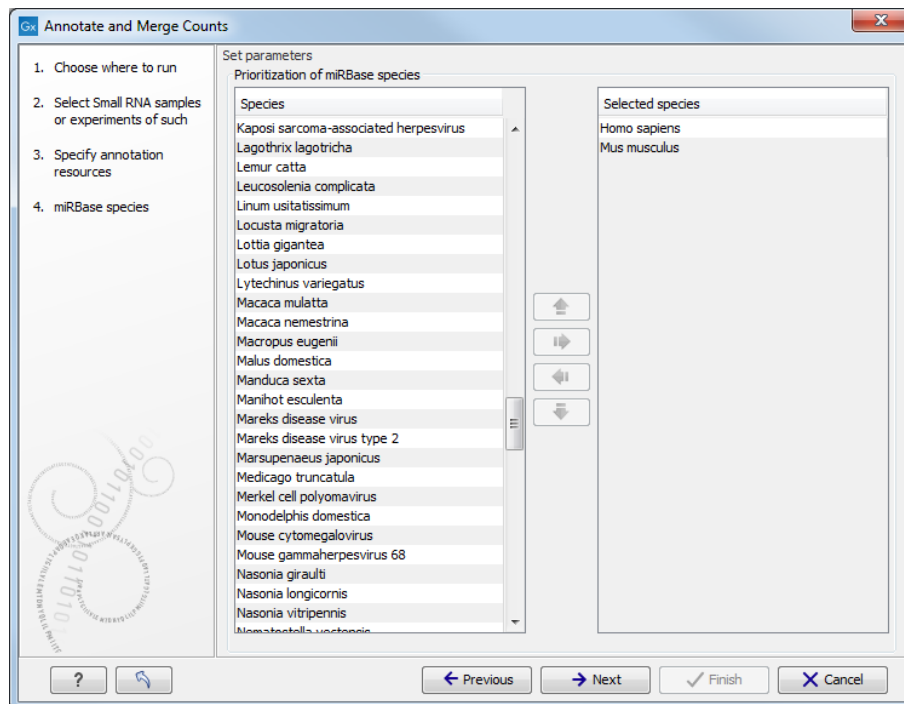 Gx Annotate and Merge Counts
1. Choose where to run
2. Select Small RNA samples
or experiments of such
3. Specify annotation
resources
4. miRBase species
Set parameters
Prioritization of miRBase species
Species
Kaposi sarcoma-associated herpesvirus
Lagothrix lagotricha
Lemur catta
Leucosolenia complicata
Linum usitatissimum
Locusta migratoria
Lottia gigantea
Lotus japonicus
Lytechinus variegatus
Macaca mulatta
Macaca nemestrina
Macropus eugenii
Malus domestica
Manduca sexta
Manihot esculenta
Mareks disease virus
Mareks disease virus type 2
Marsupenaeus japonicus
Medicago truncatula
Merkel cell polyomavirus
Monodelphis domestica
Mouse cytomegalovirus
Mouse gammaherpesvirus 68
Nasonia giraulti
Nasonia longicornis
Nasonia vitripennis
Nematostella vectensis
Selected species
Homo sapiens
Mus musculus
?
Previous
Next
Finish
Cancel